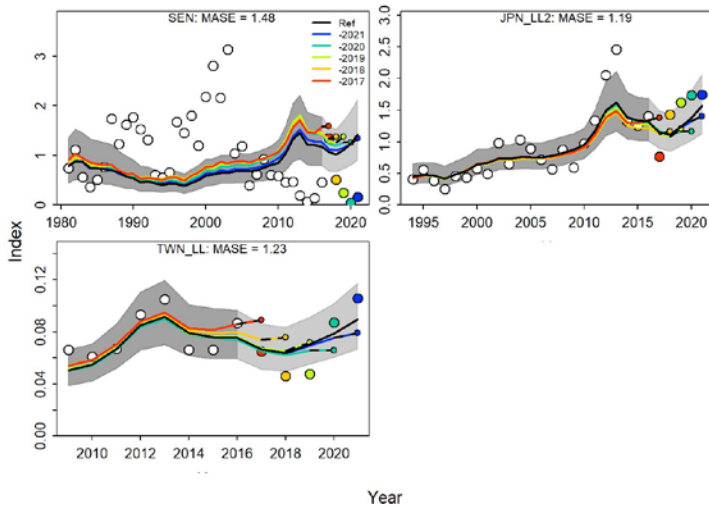 SEN: MASE = 1.48
Ref
-2021
-2020
-2019
-2018
-2017
0 1 2 3
1980 1990 2000 2010 2020
JPN_LL2: MASE = 1.19
0.0 0.5 1.0 1.5 2.0 2.5 3.0
1995 2000 2005 2010 2015 2020
TWN_LL: MASE = 1.23
0.00 0.04 0.08 0.12
2010 2012 2014 2016 2018 2020
Index
Year